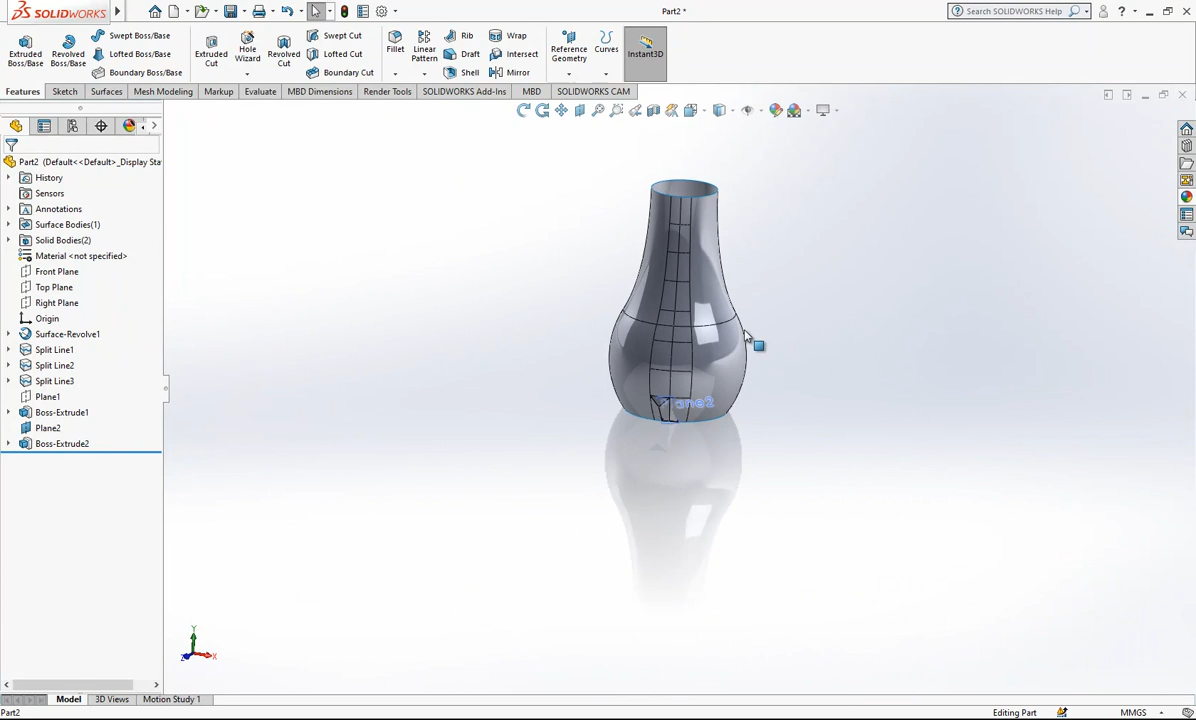 SOLIDWORKS
Part2 *
Search SOLIDWORKS Help
Extruded Boss/Base
Revolved Boss/Base
Swept Boss/Base
Lofted Boss/Base
Boundary Boss/Base
Extruded Cut
Hole Wizard
Revolved Cut
Swept Cut
Lofted Cut
Boundary Cut
Fillet
Linear Pattern
Rib
Draft
Shell
Wrap
Intersect
Mirror
Reference Geometry
Curves
Instant3D
Features
Sketch
Surfaces
Mesh Modeling
Markup
Evaluate
MBD Dimensions
Render Tools
SOLIDWORKS Add-Ins
MBD
SOLIDWORKS CAM
Part2 (Default<<Default>_Display Sta
History
Sensors
Annotations
Surface Bodies(1)
Solid Bodies(2)
Material <not specified>
Front Plane
Top Plane
Right Plane
Origin
Surface-Revolve1
Split Line1
Split Line2
Split Line3
Plane1
Boss-Extrude1
Plane2
Boss-Extrude2
ane2
Y
X
Z
Model
3D Views
Motion Study 1
Part2
Editing Part
MMGS